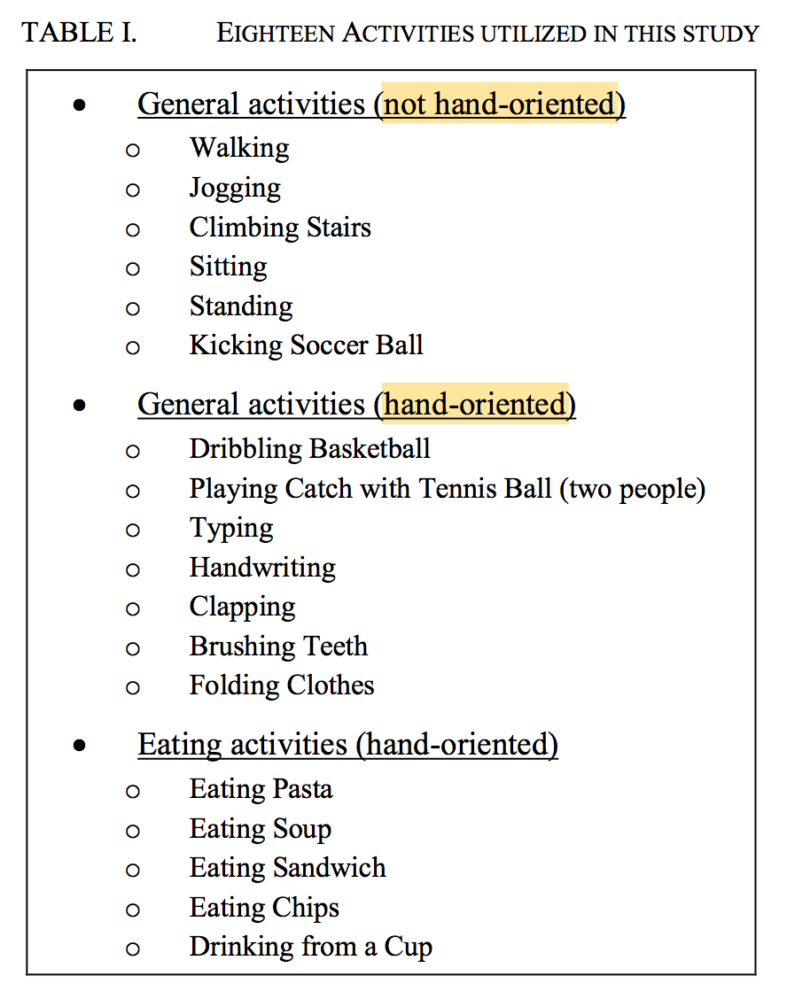 TABLE I. EIGHTEEN ACTIVITIES UTILIZED IN THIS STUDY
• General activities (not hand-oriented)
o Walking
o Jogging
o Climbing Stairs
o Sitting
o Standing
o Kicking Soccer Ball
• General activities (hand-oriented)
o Dribbling Basketball
o Playing Catch with Tennis Ball (two people)
o Typing
o Handwriting
o Clapping
o Brushing Teeth
o Folding Clothes
• Eating activities (hand-oriented)
o Eating Pasta
o Eating Soup
o Eating Sandwich
o Eating Chips
o Drinking from a Cup